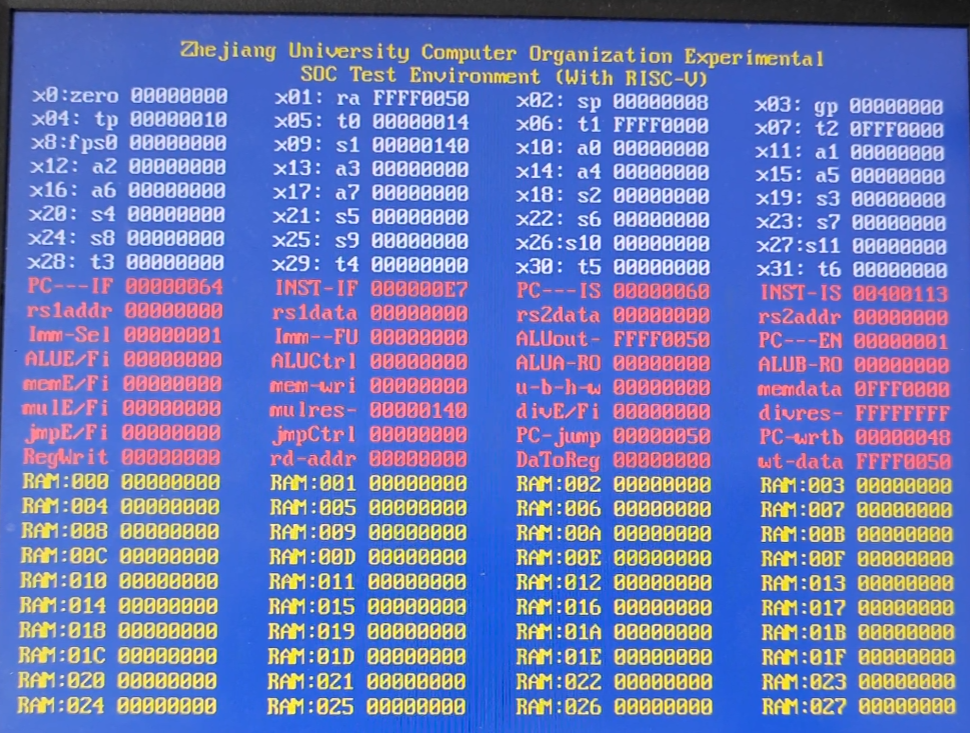 Zhejiang University Computer Organization Experimental
SOC Test Environment (With RISC-V)
x0:zero 00000000 x01: ra FFFF0050 x02: sp 00000008 x03: gp 00000000
x04: tp 00000010 x05: t0 00000014 x06: t1 FFFF0000 x07: t2 0FFF0000
x8:fps0 00000000 x09: s1 00000140 x10: a0 00000000 x11: a1 00000000
x12: a2 00000000 x13: a3 00000000 x14: a4 00000000 x15: a5 00000000
x16: a6 00000000 x17: a7 00000000 x18: s2 00000000 x19: s3 00000000
x20: s4 00000000 x21: s5 00000000 x22: s6 00000000 x23: s7 00000000
x24: s8 00000000 x25: s9 00000000 x26:s10 00000000 x27:s11 00000000
x28: t3 00000000 x29: t4 00000000 x30: t5 00000000 x31: t6 00000000
PC---IF 00000064 INST-IF 000000E7 PC---IS 00000060 INST-IS 00400113
rs1addr 00000000 rs1data 00000000 rs2data 00000000 rs2addr 00000000
Imm-Sel 00000001 Imm--FU 00000000 ALUout- FFFF0050 PC---EN 00000001
ALUE/Fi 00000000 ALUCtrl 00000000 ALUA-RO 00000000 ALUB-RO 00000000
memE/Fi 00000000 mem-wri 00000000 u-b-h-w 00000000 memdata 0FFF0000
mulE/Fi 00000000 mulres- 00000140 divE/Fi 00000000 divres- FFFFFFFF
jmpE/Fi 00000000 jmpCtrl 00000000 PC-jump 00000050 PC-wrtb 00000048
RegWrit 00000000 rd-addr 00000000 DaToReg 00000000 wt-data FFFF0050
RAM:000 00000000 RAM:001 00000000 RAM:002 00000000 RAM:003 00000000
RAM:004 00000000 RAM:005 00000000 RAM:006 00000000 RAM:007 00000000
RAM:008 00000000 RAM:009 00000000 RAM:00A 00000000 RAM:00B 00000000
RAM:00C 00000000 RAM:00D 00000000 RAM:00E 00000000 RAM:00F 00000000
RAM:010 00000000 RAM:011 00000000 RAM:012 00000000 RAM:013 00000000
RAM:014 00000000 RAM:015 00000000 RAM:016 00000000 RAM:017 00000000
RAM:018 00000000 RAM:019 00000000 RAM:01A 00000000 RAM:01B 00000000
RAM:01C 00000000 RAM:01D 00000000 RAM:01E 00000000 RAM:01F 00000000
RAM:020 00000000 RAM:021 00000000 RAM:022 00000000 RAM:023 00000000
RAM:024 00000000 RAM:025 00000000 RAM:026 00000000 RAM:027 00000000